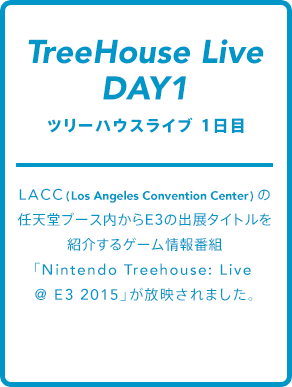 TreeHouse Live
DAY1
ツリーハウスライブ 1日目
LACC (Los Angeles Convention Center) の
任天堂ブース内からE3の出展タイトルを
紹介するゲーム情報番組
「Nintendo Treehouse: Live
@ E3 2015」が放映されました。